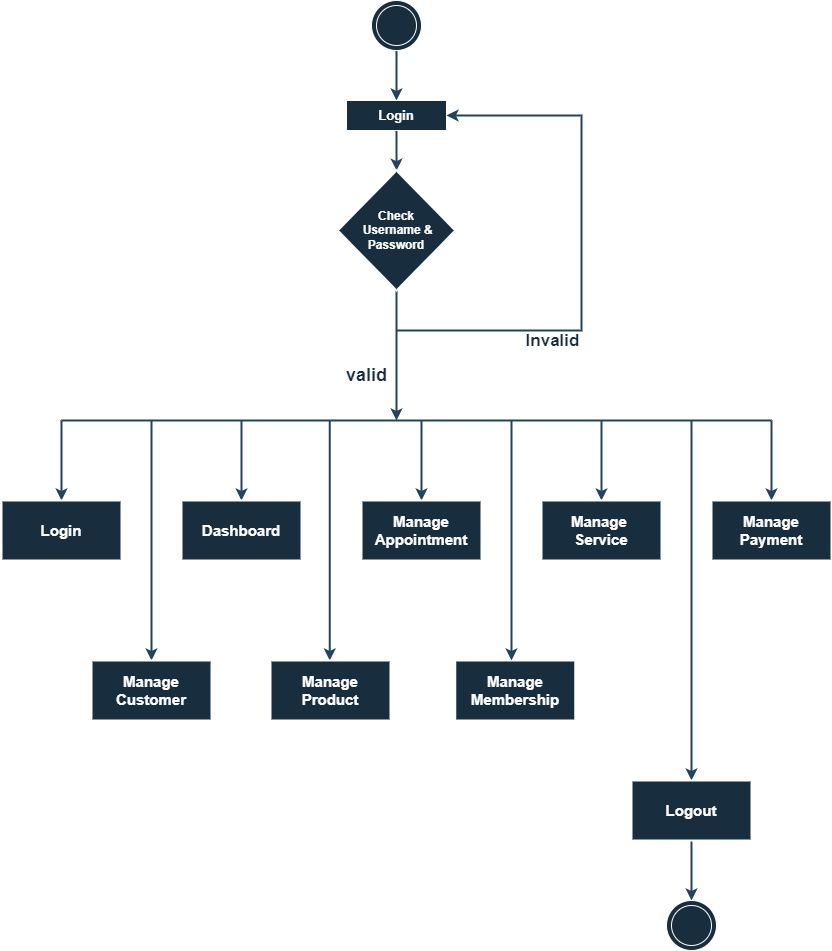 Login
Check
Username &
Password
Invalid
valid
Login
Dashboard
Manage
Appointment
Manage
Service
Manage
Payment
Manage
Customer
Manage
Product
Manage
Membership
Logout